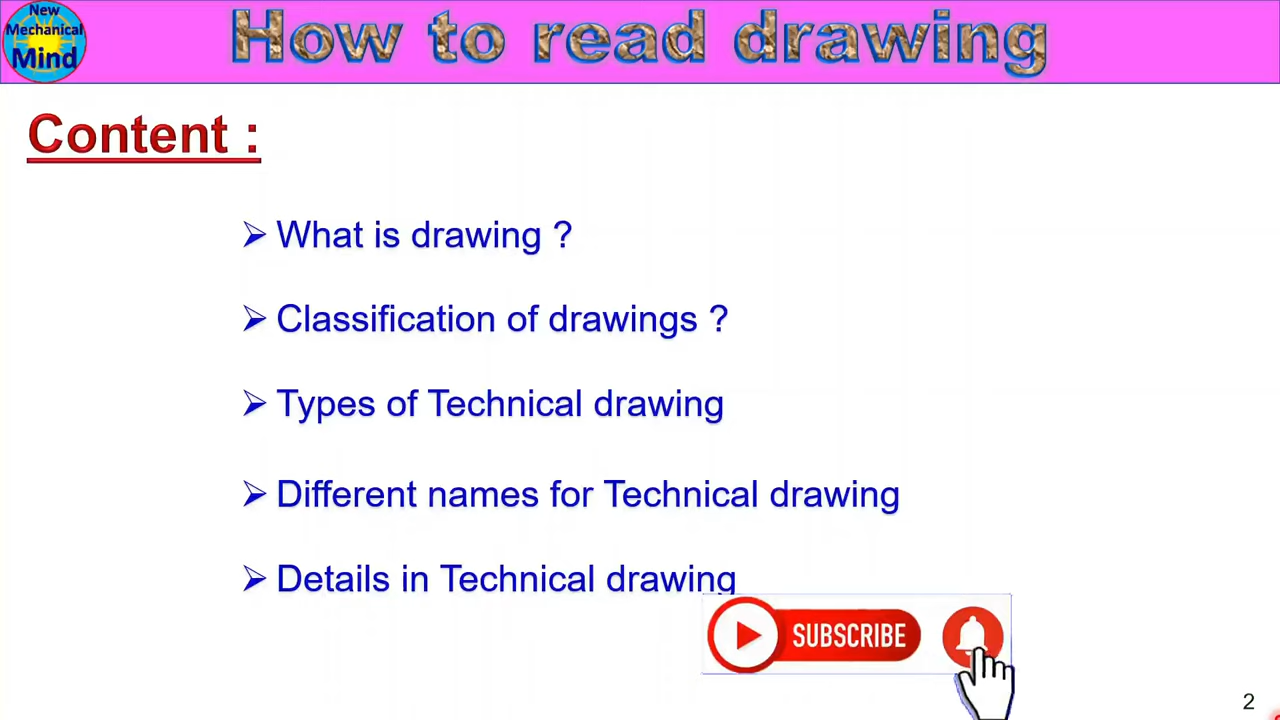 New
Mechanical
Mind
How to read drawing
Content :
What is drawing ?
Classification of drawings ?
Types of Technical drawing
Different names for Technical drawing
Details in Technical drawing
SUBSCRIBE
2